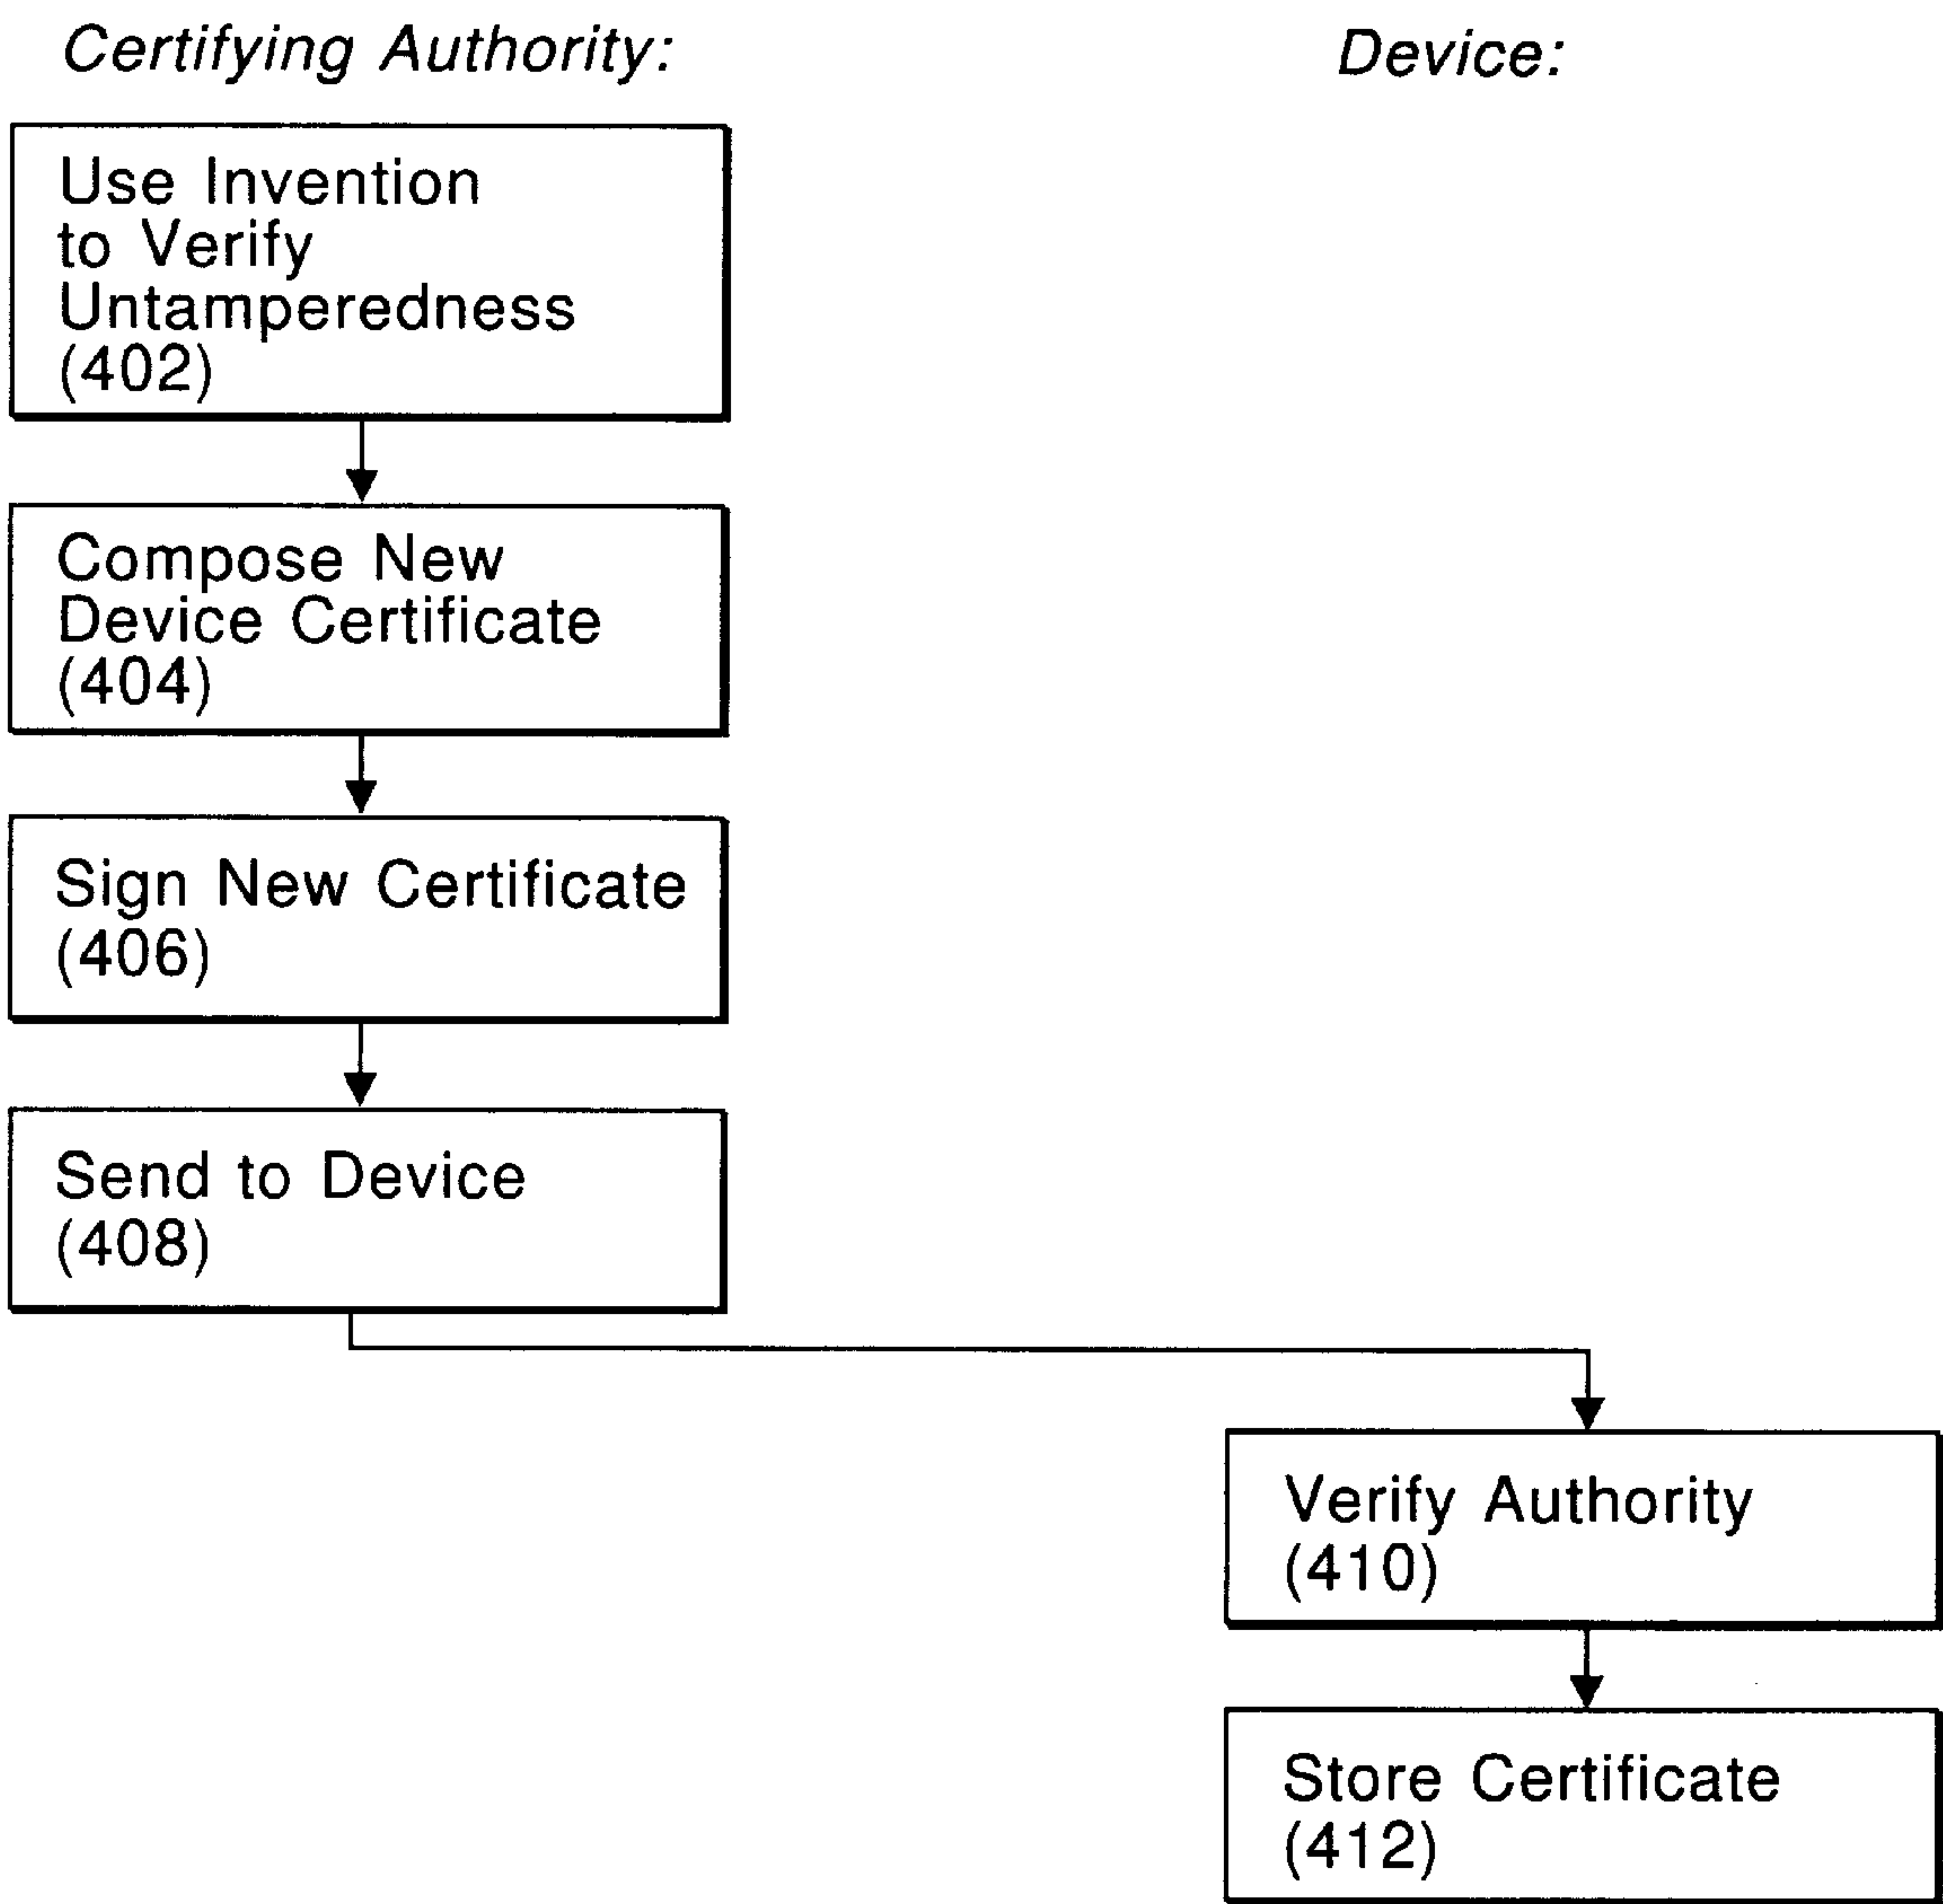 Certifying Authority:
Device:
Use Invention
to Verify
Untamperedness
(402)
Compose New
Device Certificate
(404)
Sign New Certificate
(406)
Send to Device
(408)
Verify Authority
(410)
Store Certificate
(412)